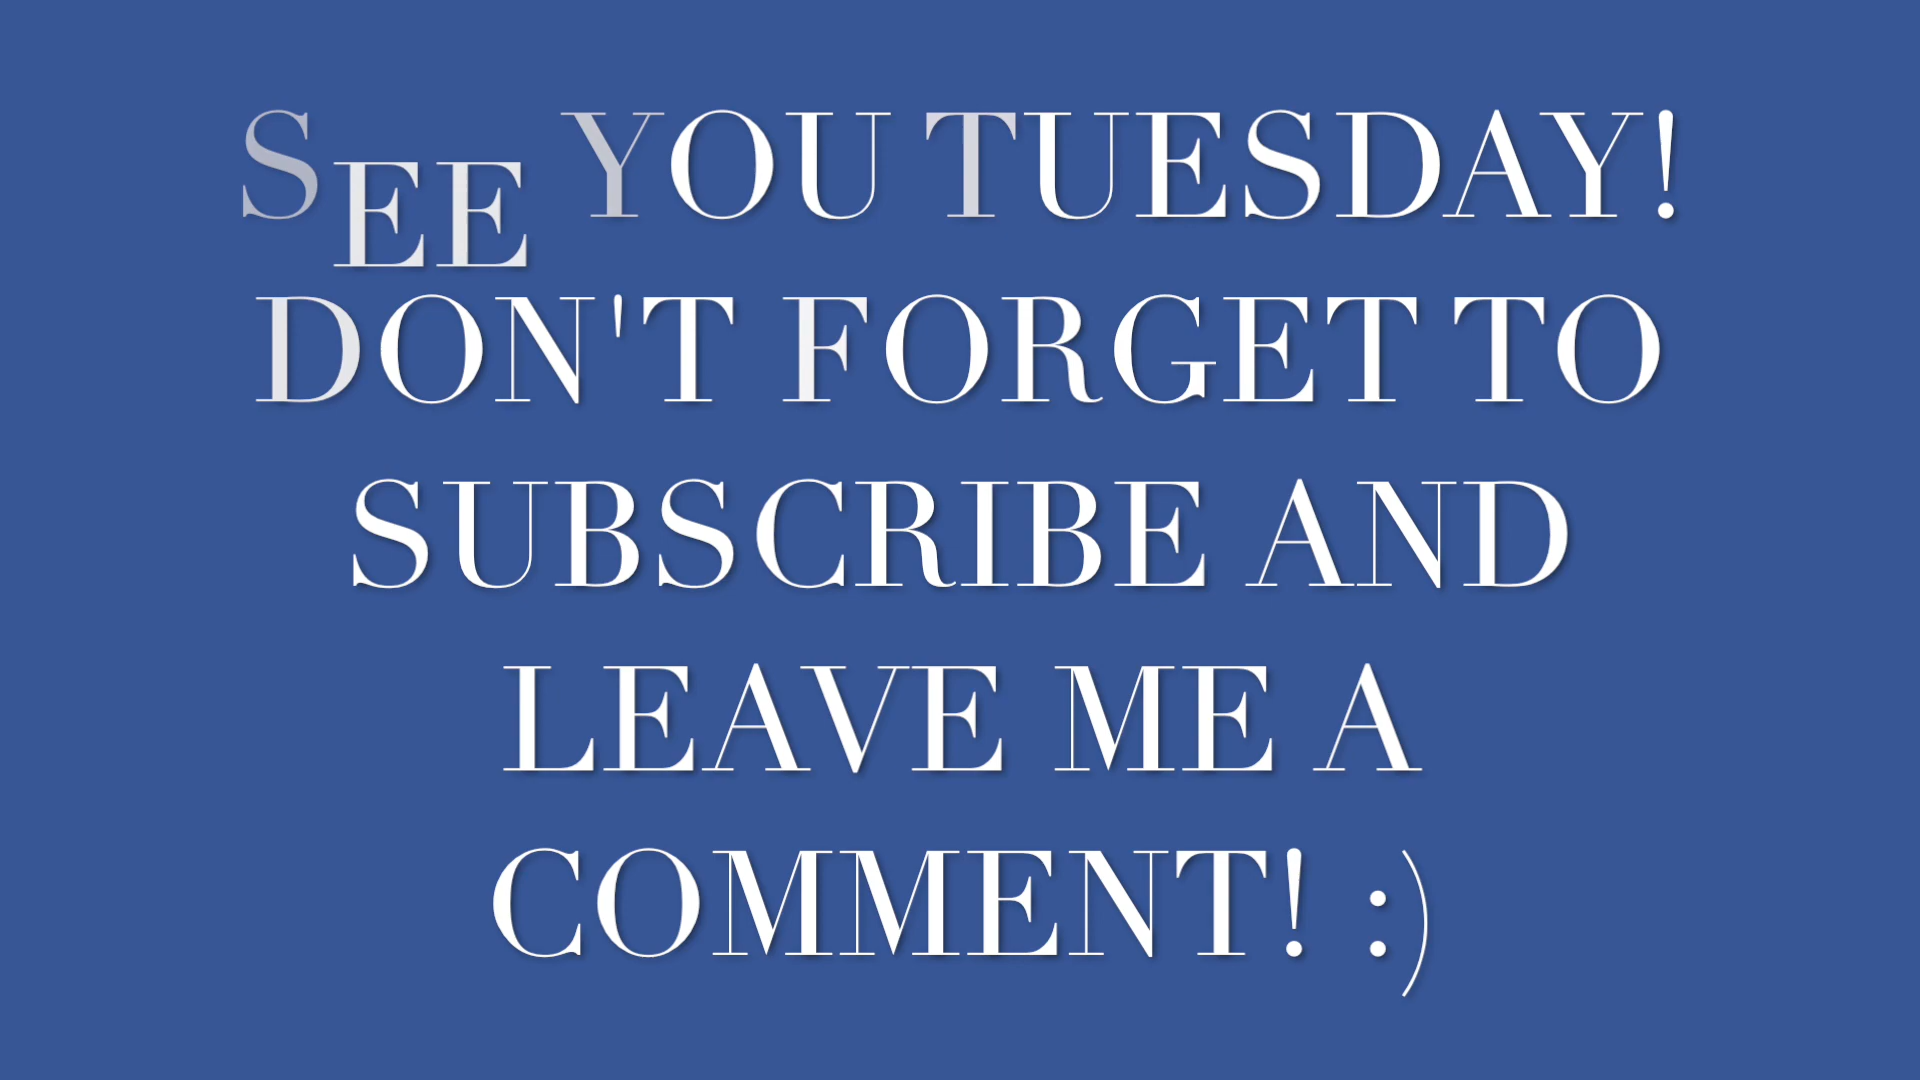 SEE YOU TUESDAY!
DON'T FORGET TO
SUBSCRIBE AND
LEAVE ME A
COMMENT! :)